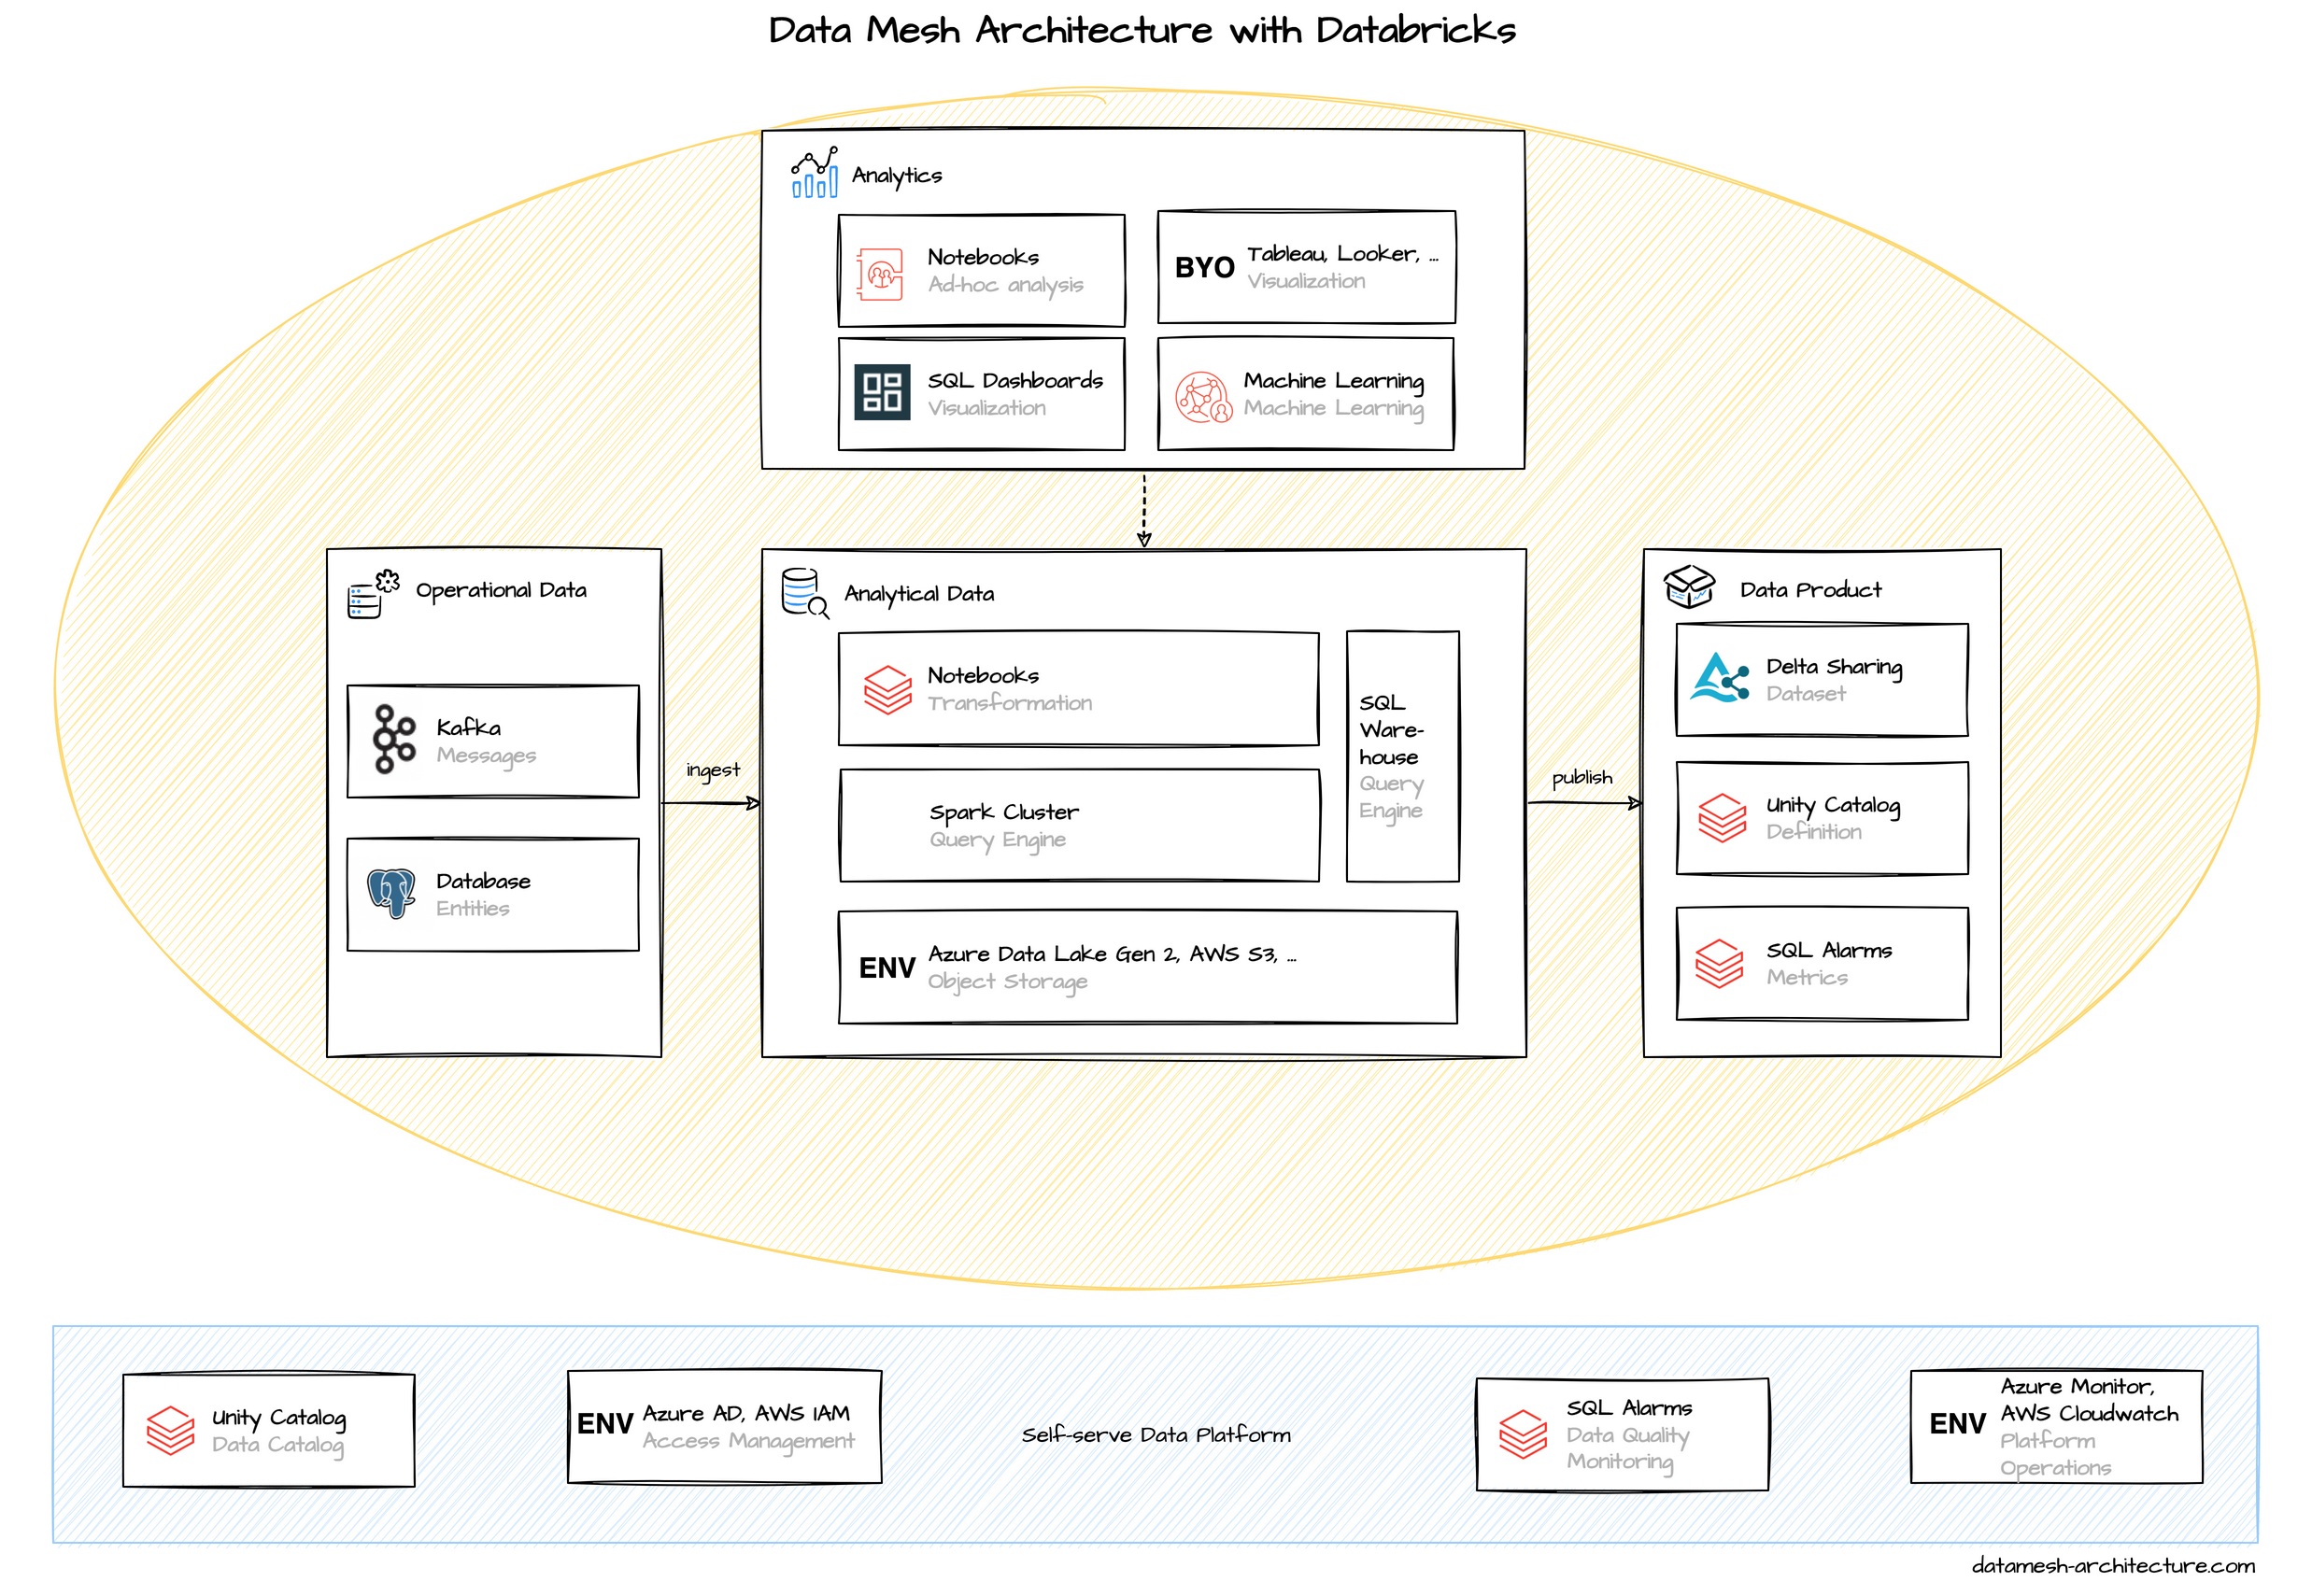 Data Mesh Architecture with Databricks
Analytics
Notebooks
Ad-hoc analysis
BYO
Tableau, Looker, ...
Visualization
SQL Dashboards
Visualization
Machine Learning
Machine Learning
Operational Data
Kafka
Messages
Database
Entities
ingest
Analytical Data
Notebooks
Transformation
Spark Cluster
Query Engine
SQL
Ware-
house
Query
Engine
ENV
Azure Data Lake Gen 2, AWS S3, ...
Object Storage
publish
Data Product
Delta Sharing
Dataset
Unity Catalog
Definition
SQL Alarms
Metrics
Unity Catalog
Data Catalog
ENV
Azure AD, AWS IAM
Access Management
Self-serve Data Platform
SQL Alarms
Data Quality
Monitoring
ENV
Azure Monitor,
AWS Cloudwatch
Platform
Operations
datamesh-architecture.com